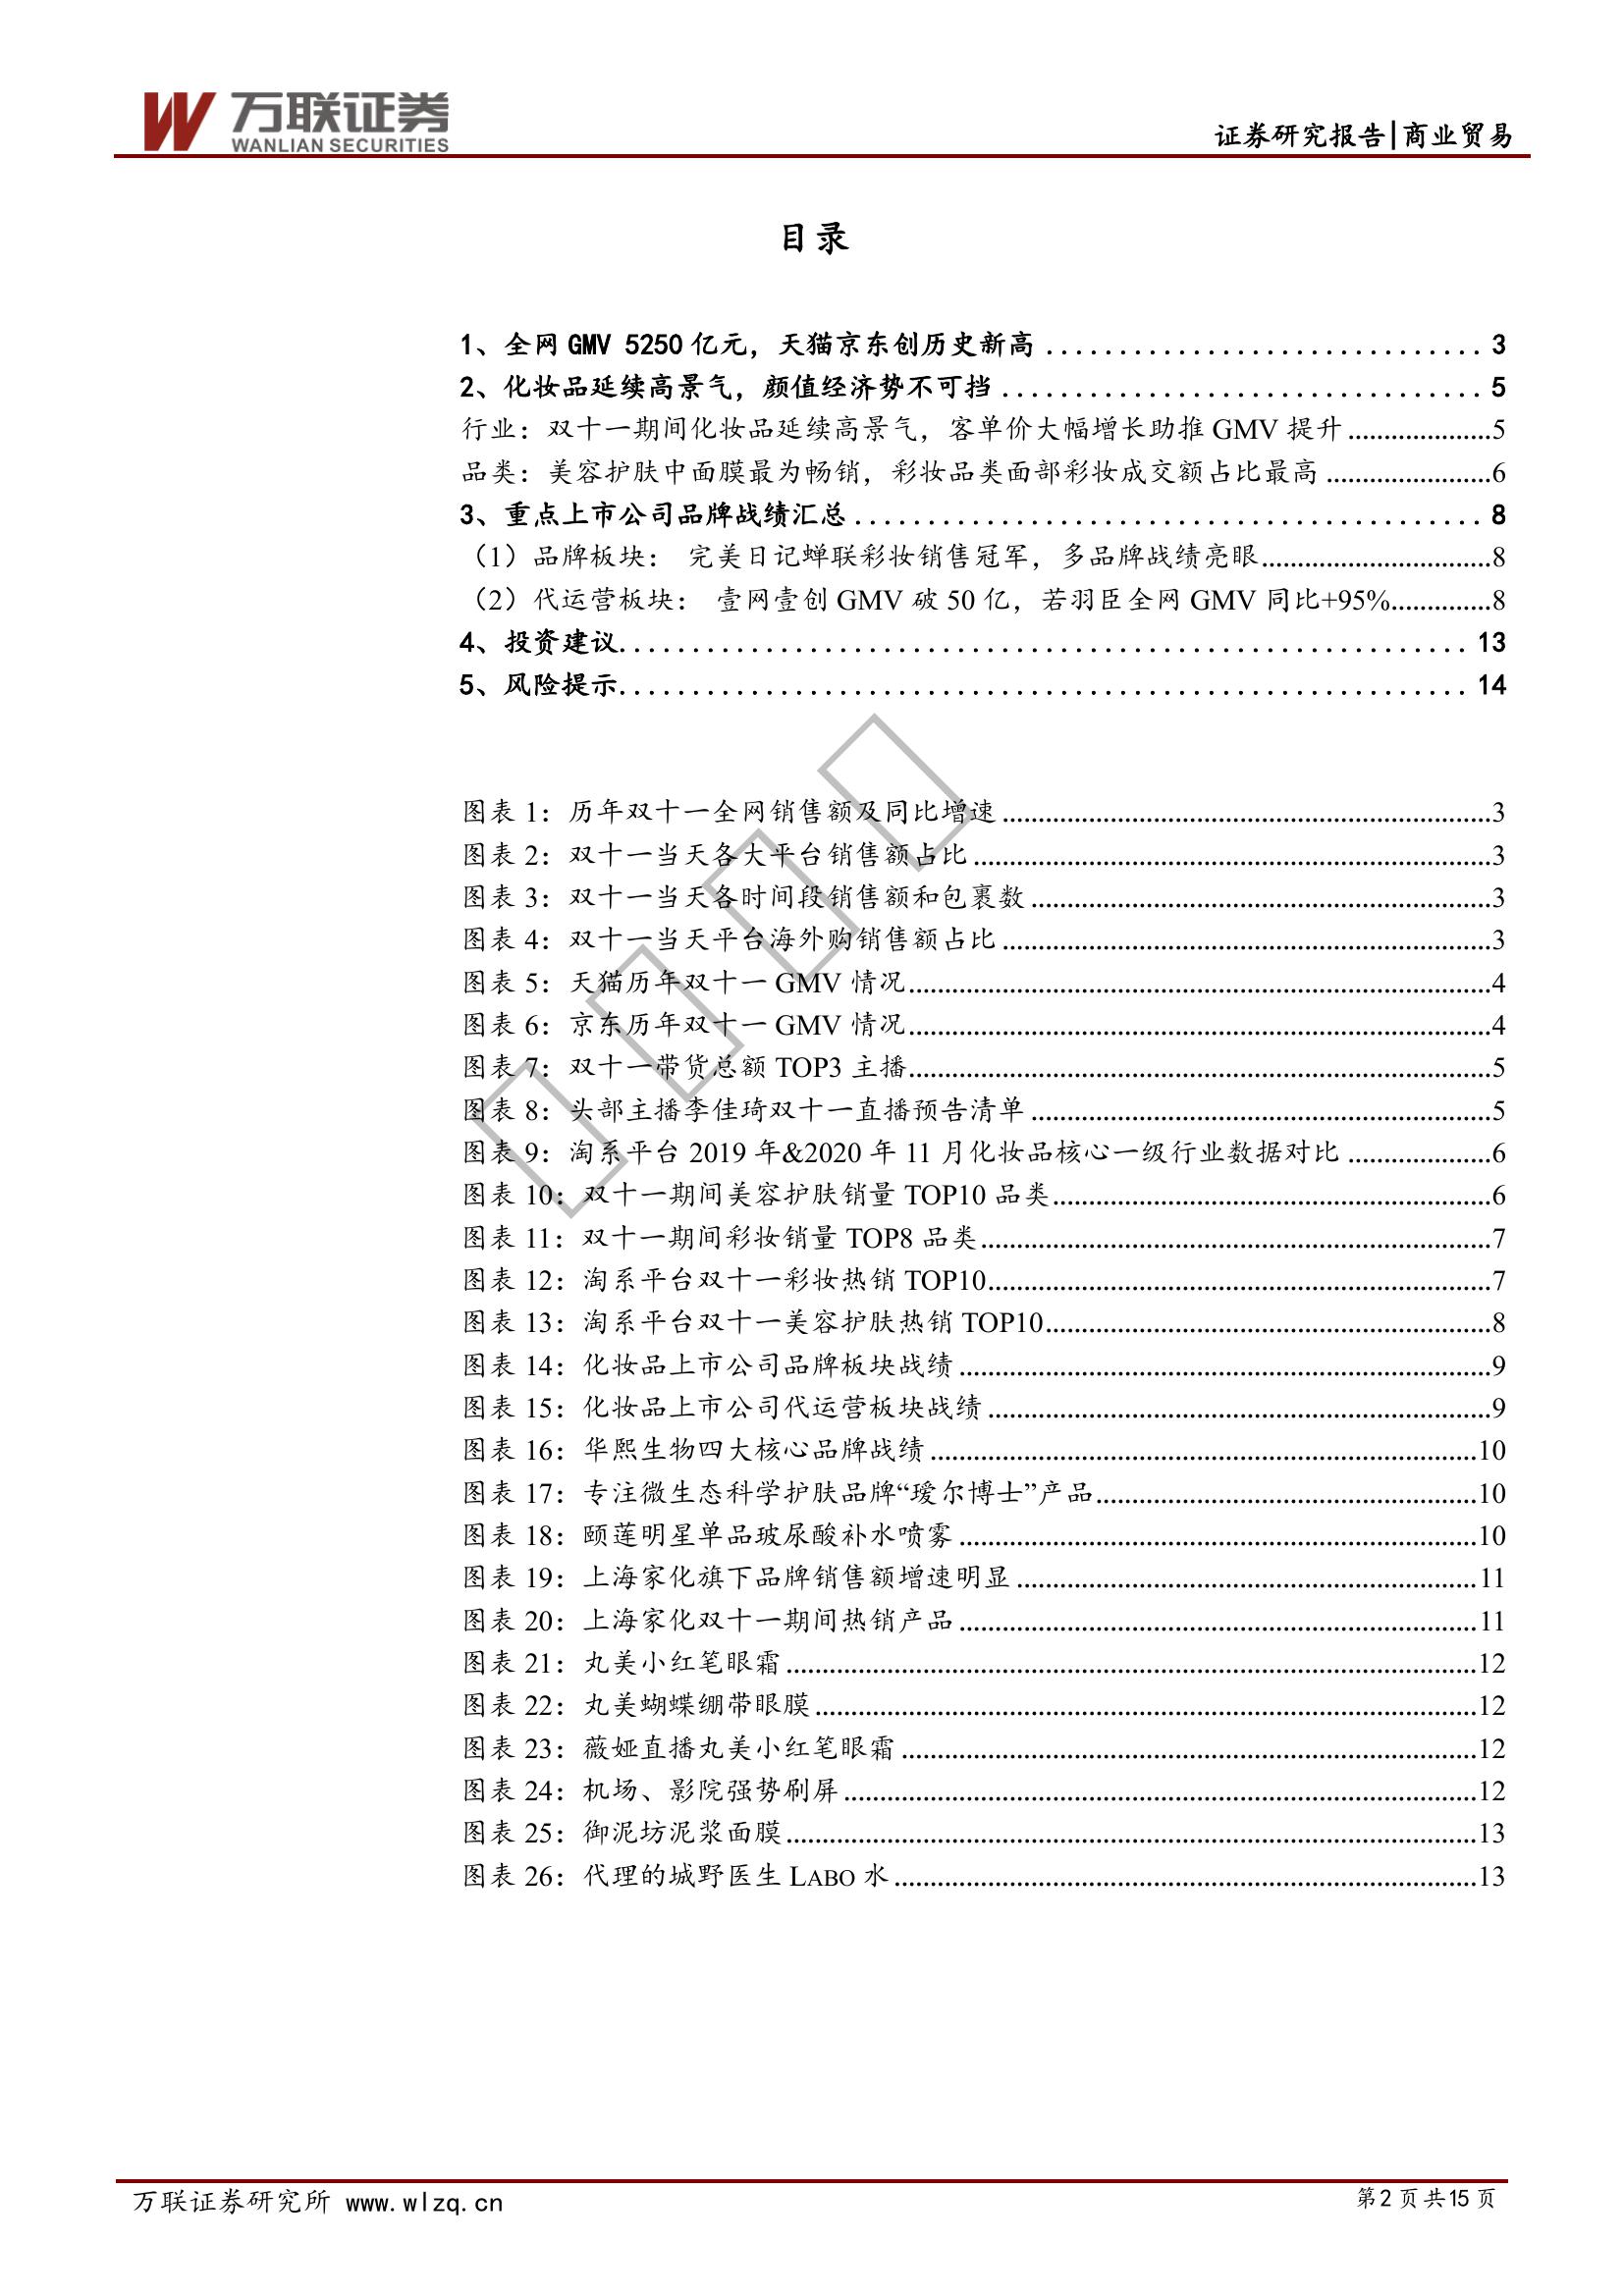 万联证券
WANLIAN SECURITIES
证券研究报告|商业贸易
目录
1、全网 GMV 5250 亿元，天猫京东创历史新高 .............................. 3
2、化妆品延续高景气，颜值经济势不可挡 ................................. 5
行业：双十一期间化妆品延续高景气，客单价大幅增长助推 GMV 提升 .................... 5
品类：美容护肤中面膜最为畅销，彩妆品类面部彩妆成交额占比最高 ....................... 6
3、重点上市公司品牌战绩汇总 ........................................... 8
（1）品牌板块： 完美日记蝉联彩妆销售冠军，多品牌战绩亮眼................................ 8
（2）代运营板块： 壹网壹创 GMV 破 50 亿，若羽臣全网 GMV 同比+95%.............. 8
4、投资建议........................................................... 13
5、风险提示........................................................... 14
图表 1：历年双十一全网销售额及同比增速 .................................................................... 3
图表 2：双十一当天各大平台销售额占比 ........................................................................ 3
图表 3：双十一当天各时间段销售额和包裹数 ................................................................ 3
图表 4：双十一当天平台海外购销售额占比 .................................................................... 3
图表 5：天猫历年双十一 GMV 情况 ................................................................................. 4
图表 6：京东历年双十一 GMV 情况 ................................................................................. 4
图表 7：双十一带货总额 TOP3 主播................................................................................. 5
图表 8：头部主播李佳琦双十一直播预告清单 ................................................................ 5
图表 9：淘系平台 2019 年&2020 年 11 月化妆品核心一级行业数据对比 .................... 6
图表 10：双十一期间美容护肤销量 TOP10 品类 ............................................................. 6
图表 11：双十一期间彩妆销量 TOP8 品类 ....................................................................... 7
图表 12：淘系平台双十一彩妆热销 TOP10...................................................................... 7
图表 13：淘系平台双十一美容护肤热销 TOP10.............................................................. 8
图表 14：化妆品上市公司品牌板块战绩 .......................................................................... 9
图表 15：化妆品上市公司代运营板块战绩 ...................................................................... 9
图表 16：华熙生物四大核心品牌战绩 ............................................................................ 10
图表 17：专注微生态科学护肤品牌“瑷尔博士”产品..................................................... 10
图表 18：颐莲明星单品玻尿酸补水喷雾 ........................................................................ 10
图表 19：上海家化旗下品牌销售额增速明显 ................................................................ 11
图表 20：上海家化双十一期间热销产品 ........................................................................ 11
图表 21：丸美小红笔眼霜 ................................................................................................ 12
图表 22：丸美蝴蝶绷带眼膜 ............................................................................................ 12
图表 23：薇娅直播丸美小红笔眼霜 ................................................................................ 12
图表 24：机场、影院强势刷屏 ........................................................................................ 12
图表 25：御泥坊泥浆面膜 ................................................................................................ 13
图表 26：代理的城野医生 LABO 水 ................................................................................. 13
万联证券研究所 www.wlzq.cn
第 2 页 共 15 页